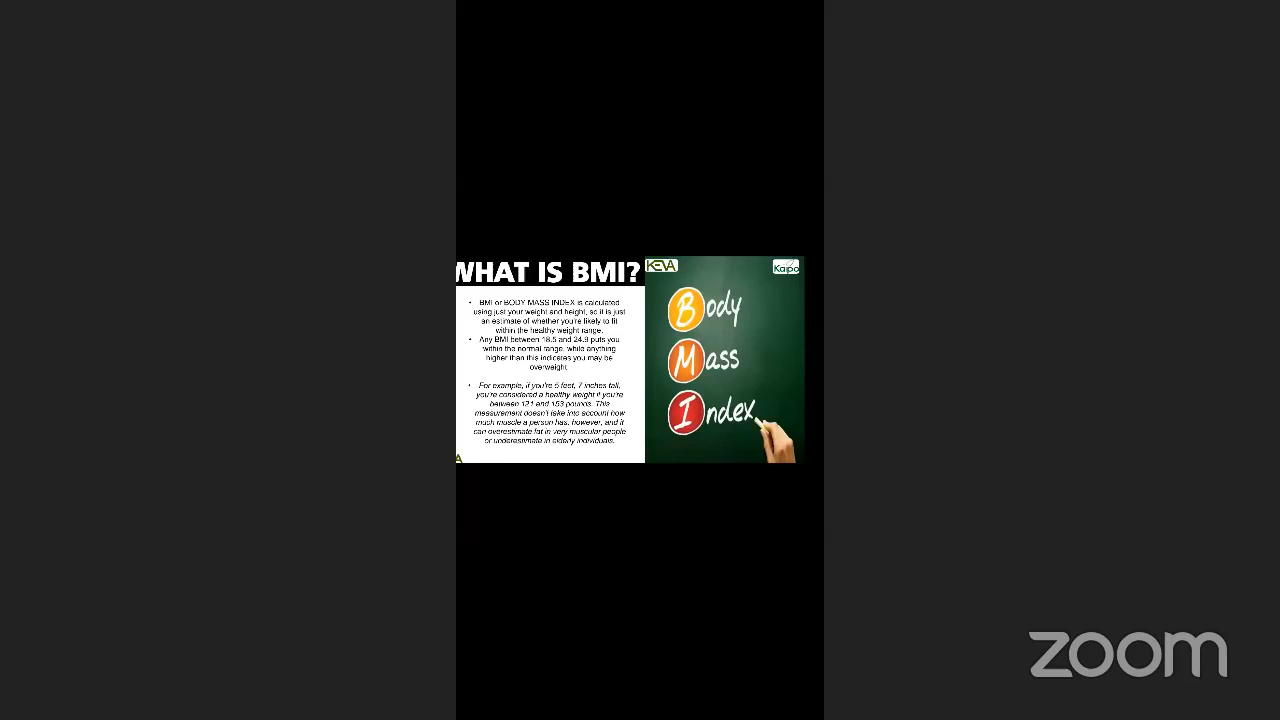 WHAT IS BMI?
• BMI or BODY MASS INDEX is calculated
using just your weight and height, so it is just
an estimate of whether you're likely to fit
within the healthy weight range.
• Any BMI between 18.5 and 24.9 puts you
within the normal range, while anything
higher than this indicates you may be
overweight.
• For example, if you're 5 feet, 7 inches tall,
you're considered a healthy weight if you're
between 121 and 153 pounds. This
measurement doesn't take into account how
much muscle a person has, however, and it
can overestimate fat in very muscular people
or underestimate in elderly individuals.
A
KEVA
Kaipo
Body
Mass
Index
zoom